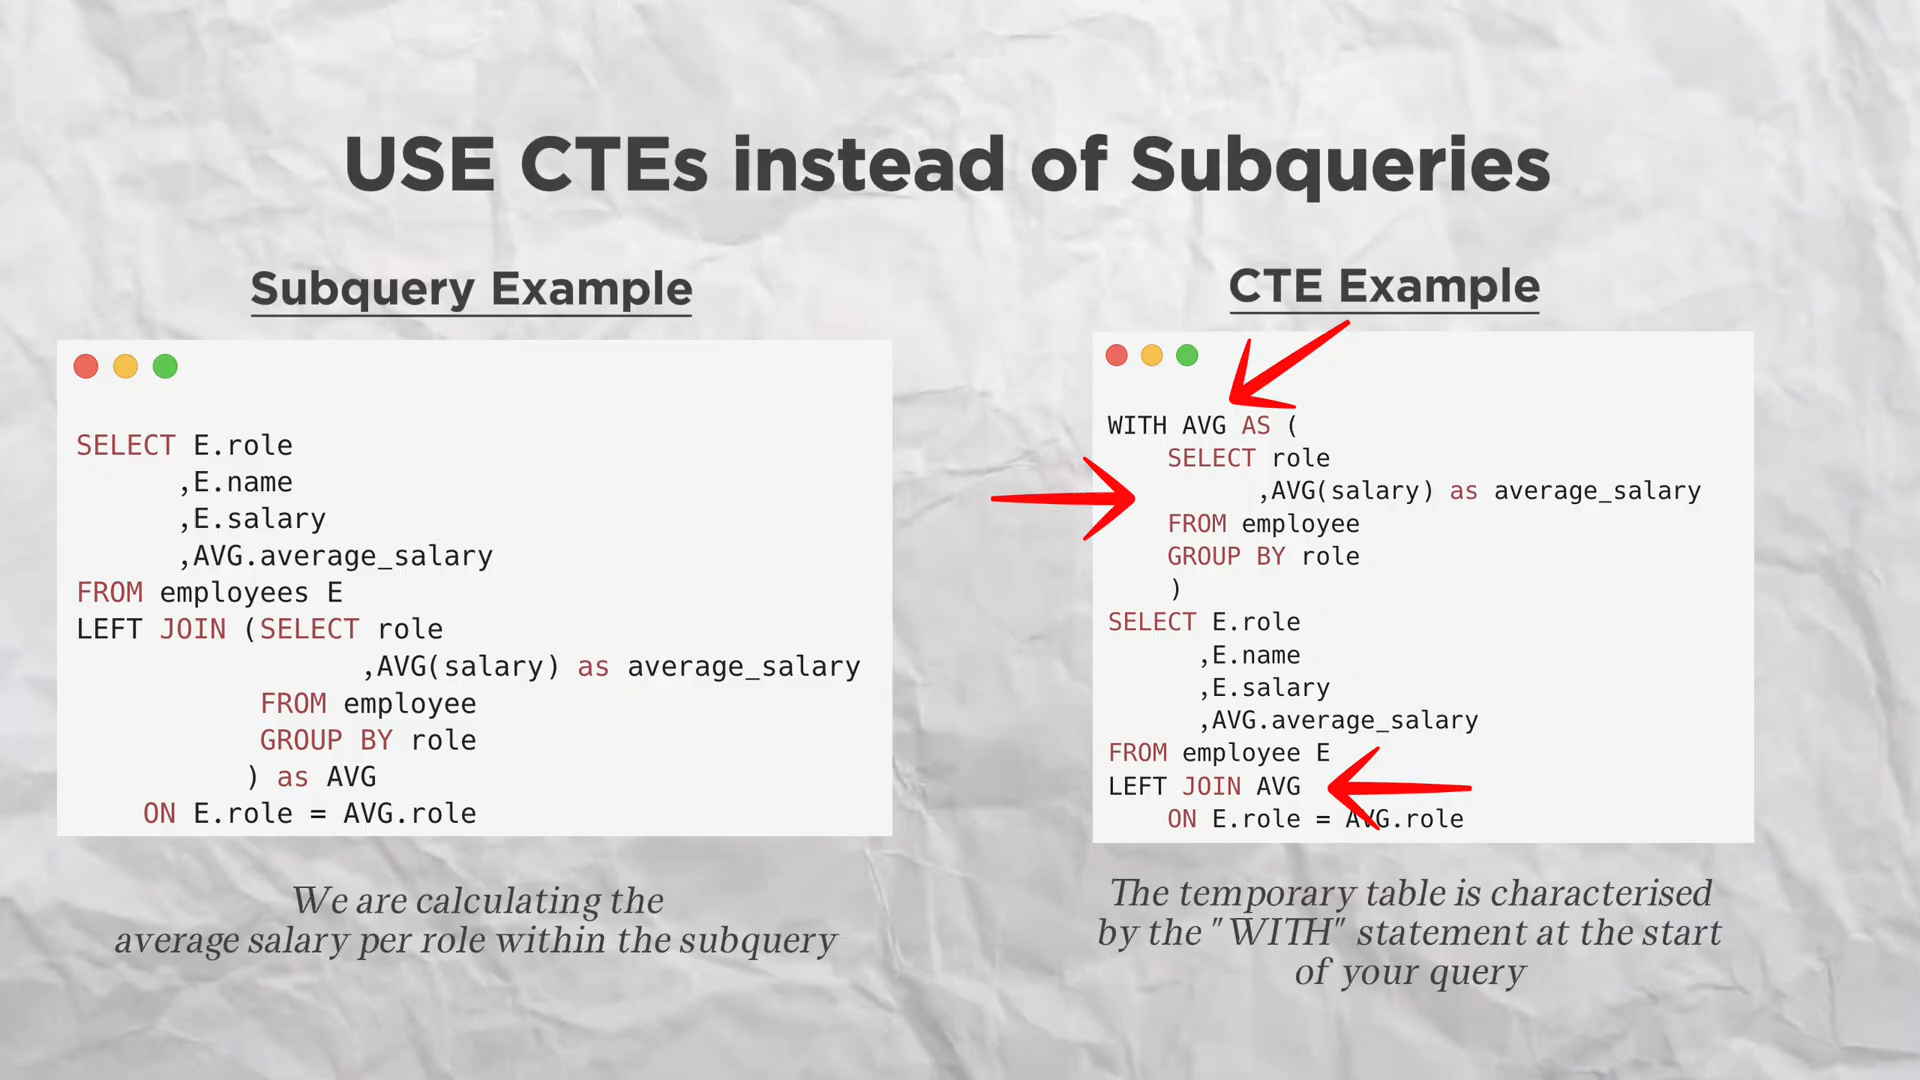 USE CTEs instead of Subqueries
Subquery Example
SELECT E.role
,E.name
,E.salary
,AVG.average_salary
FROM employees E
LEFT JOIN (SELECT role
,AVG(salary) as average_salary
FROM employee
GROUP BY role
) as AVG
ON E.role = AVG.role
We are calculating the
average salary per role within the subquery
CTE Example
WITH AVG AS (
SELECT role
,AVG(salary) as average_salary
FROM employee
GROUP BY role
)
SELECT E.role
,E.name
,E.salary
,AVG.average_salary
FROM employee E
LEFT JOIN AVG
ON E.role = AVG.role
The temporary table is characterised
by the "WITH" statement at the start
of your query